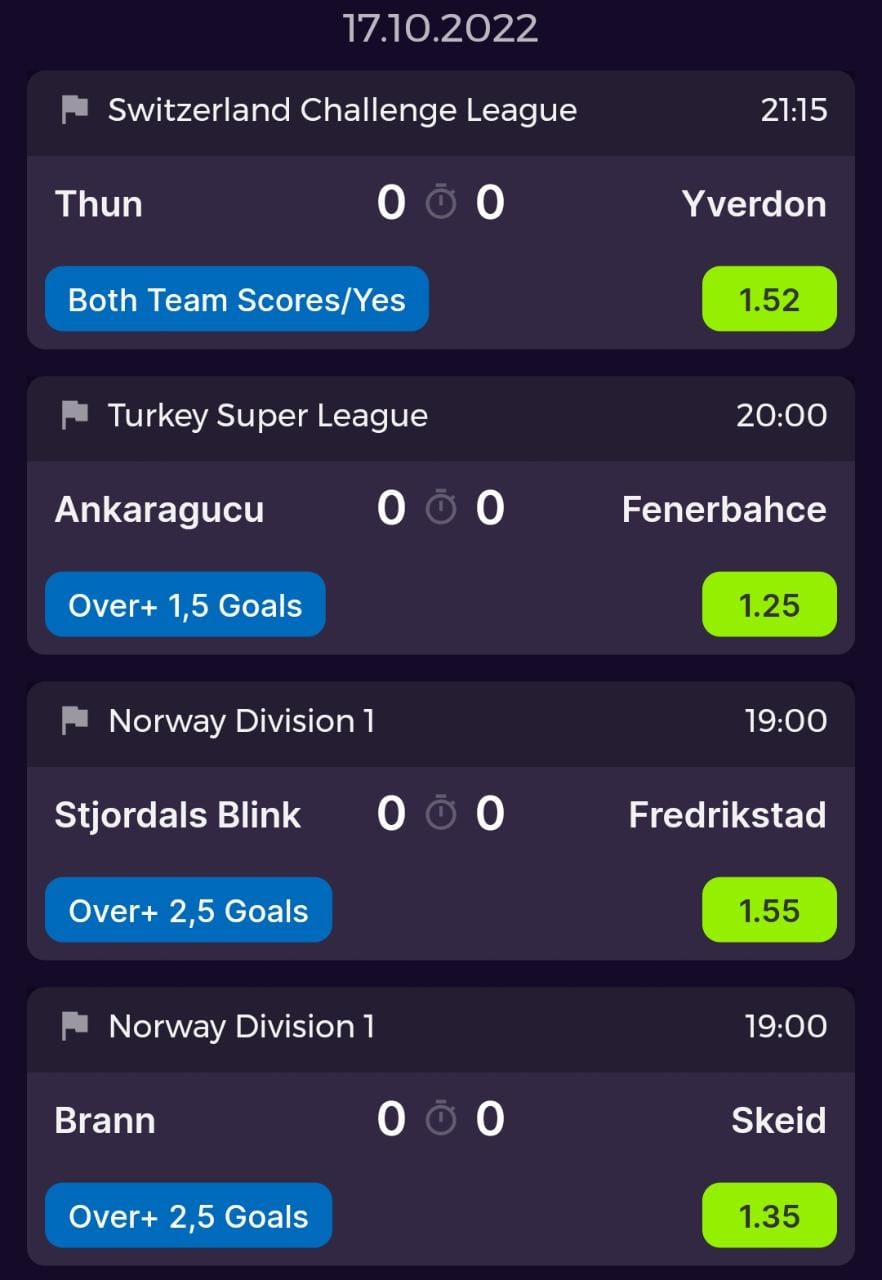 17.10.2022
Switzerland Challenge League 21:15
Thun 0 0 Yverdon
Both Team Scores/Yes 1.52
Turkey Super League 20:00
Ankaragucu 0 0 Fenerbahce
Over+ 1,5 Goals 1.25
Norway Division 1 19:00
Stjordals Blink 0 0 Fredrikstad
Over+ 2,5 Goals 1.55
Norway Division 1 19:00
Brann 0 0 Skeid
Over+ 2,5 Goals 1.35